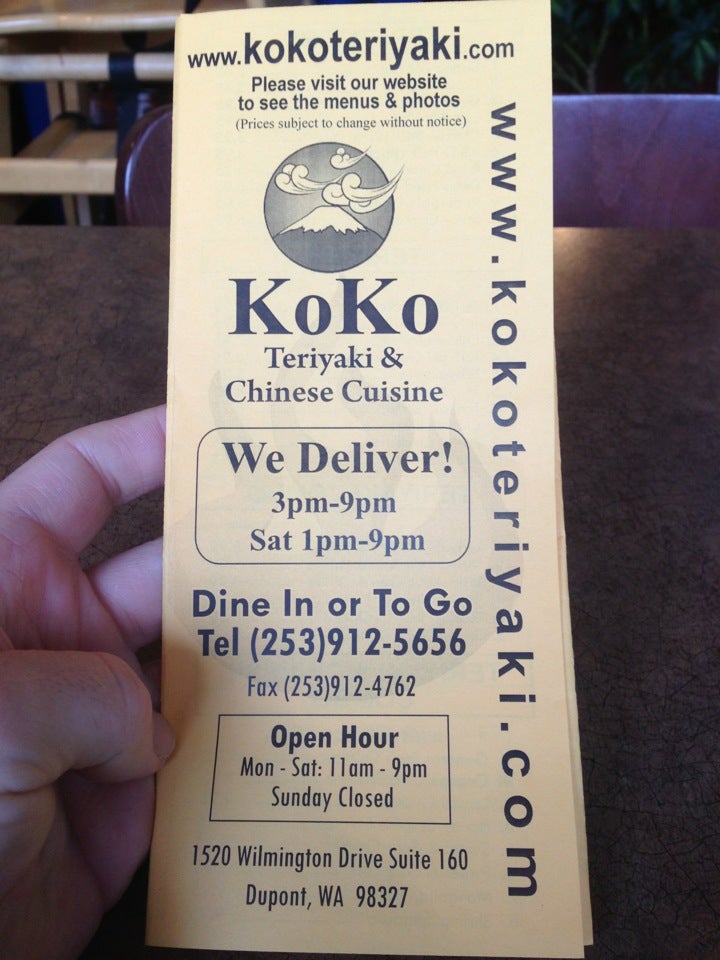 www.kokoteriyaki.com
Please visit our website
to see the menus & photos
(Prices subject to change without notice)
KoKo
Teriyaki &
Chinese Cuisine
We Deliver!
3pm-9pm
Sat 1pm-9pm
Dine In or To Go
Tel (253)912-5656
Fax (253)912-4762
Open Hour
Mon - Sat: 11am - 9pm
Sunday Closed
1520 Wilmington Drive Suite 160
Dupont, WA 98327
www.kokoteriyaki.com